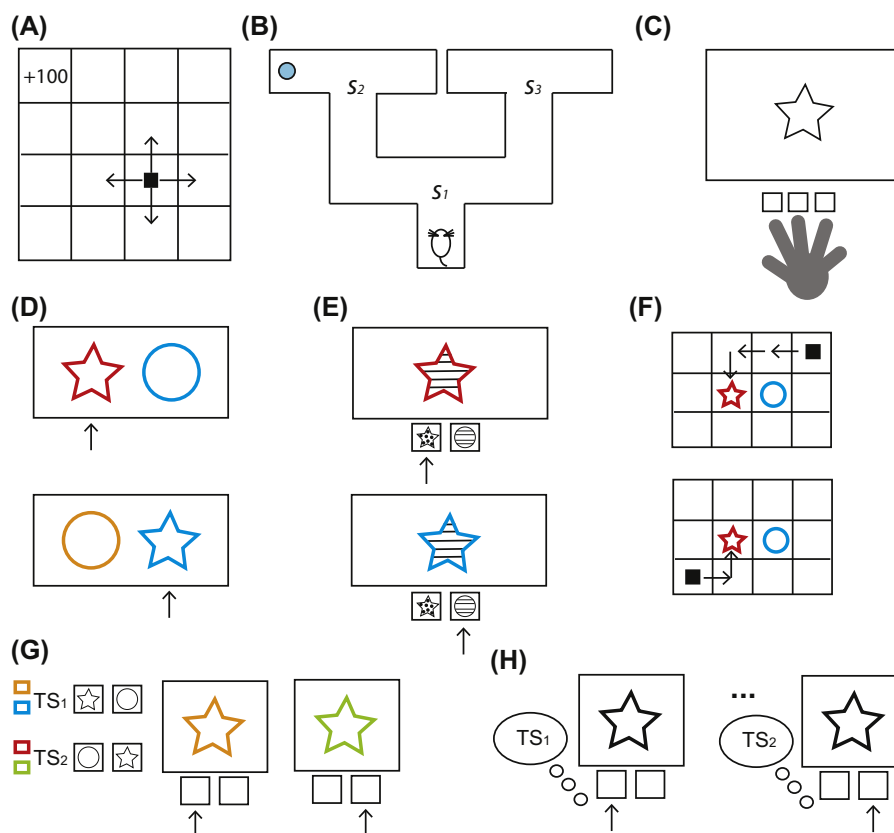 (A)
+100
(B)
S2
S3
S1
(C)
(D)
(E)
(F)
(G)
TS1
TS2
(H)
TS1
...
TS2